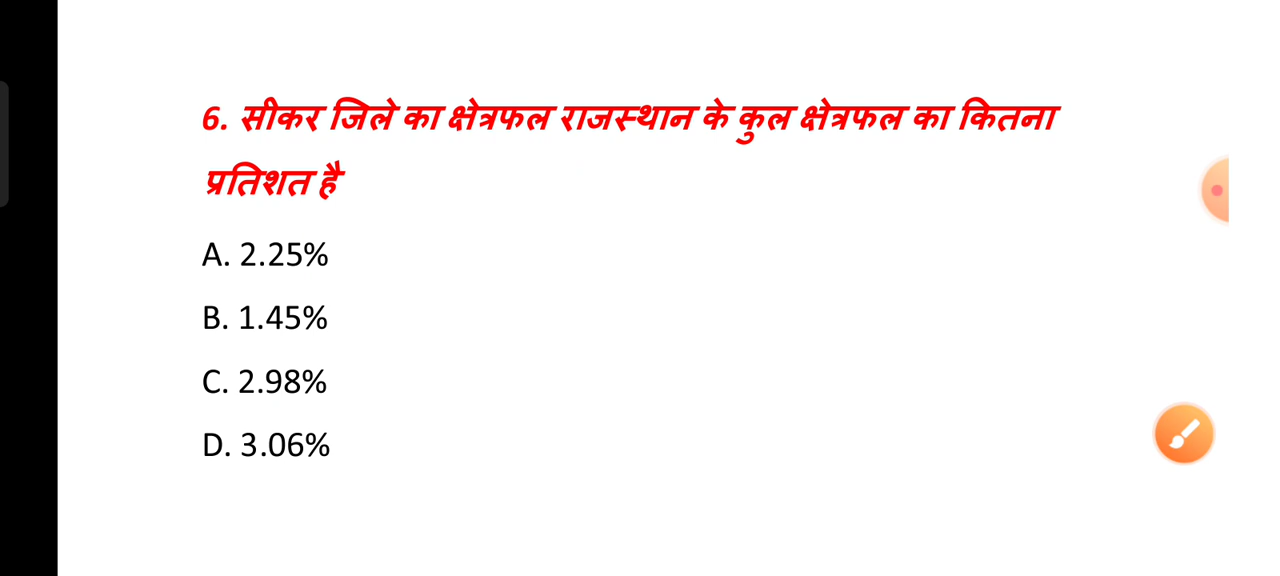 6. सीकर जिले का क्षेत्रफल राजस्थान के कुल क्षेत्रफल का कितना
प्रतिशत है
A. 2.25%
B. 1.45%
C. 2.98%
D. 3.06%